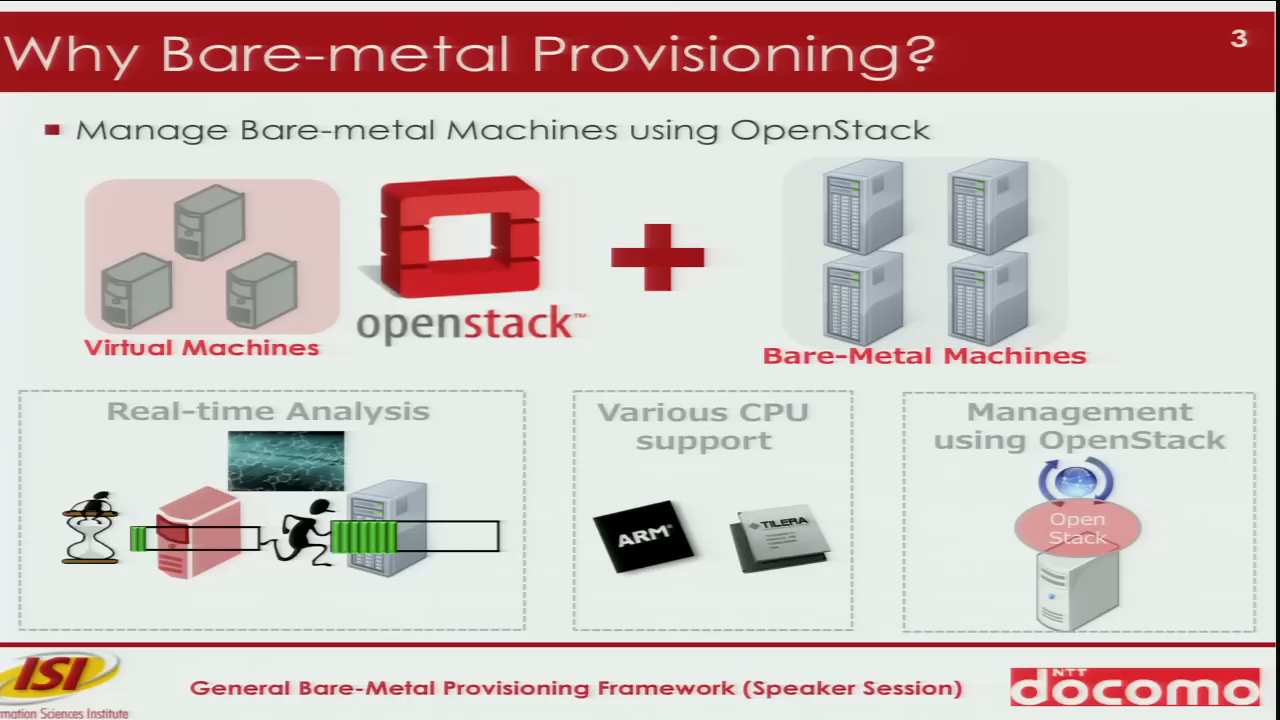 Why Bare-metal Provisioning?
3
Manage Bare-metal Machines using OpenStack
openstack™
Virtual Machines
Bare-Metal Machines
Real-time Analysis
Various CPU
support
Management
using OpenStack
ARM®
TILERA
Open
Stack
ISI
mation Sciences Institute
General Bare-Metal Provisioning Framework (Speaker Session)
NTT
docomo